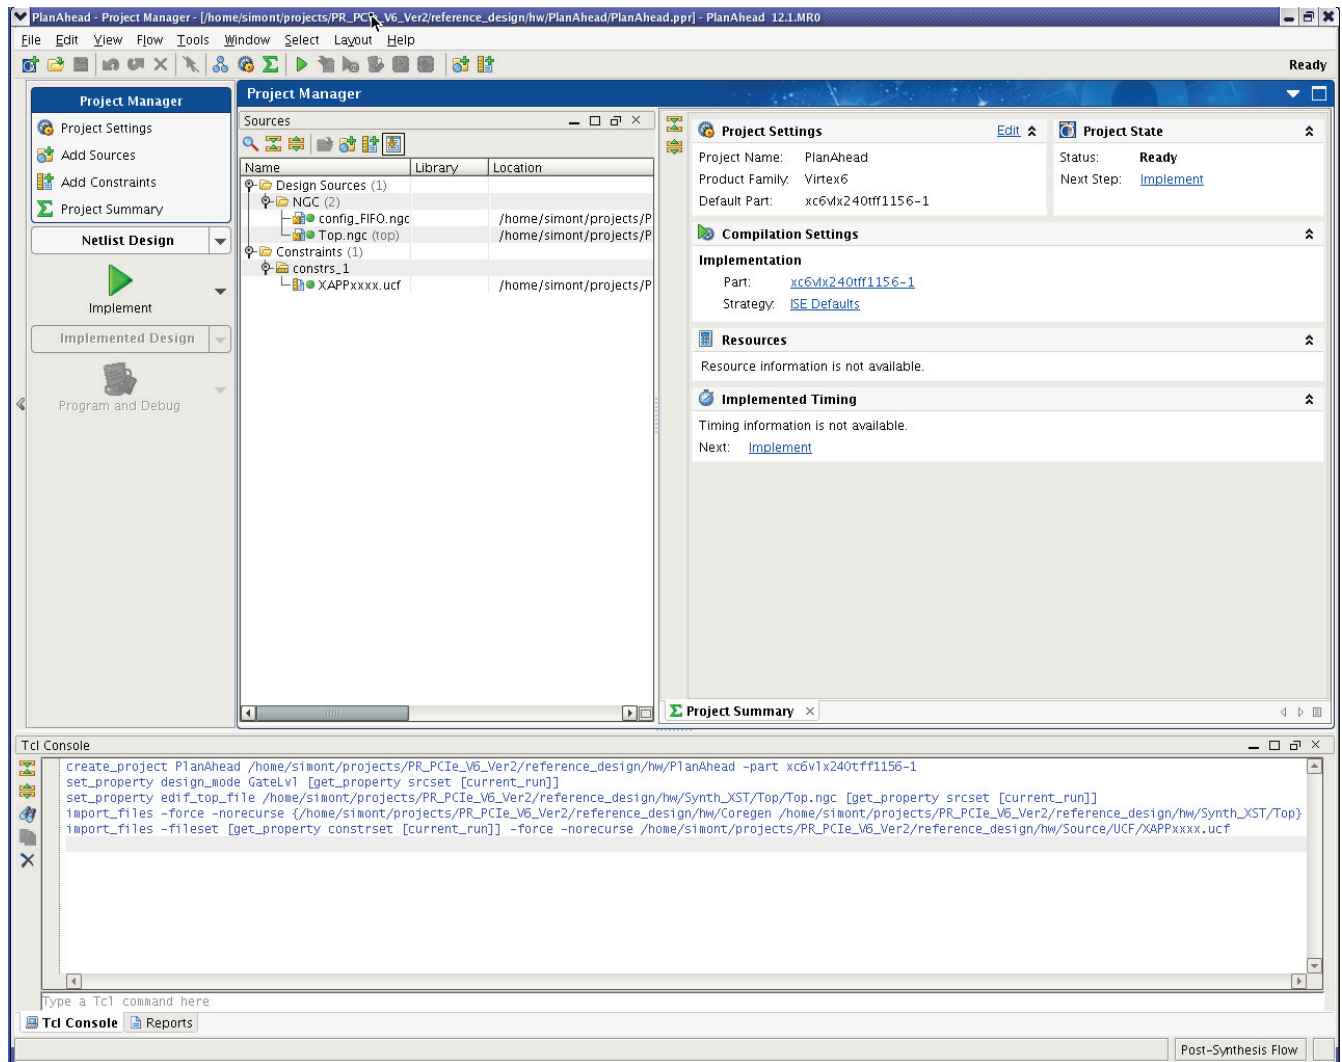 PlanAhead - Project Manager - [/home/simont/projects/PR_PCIe_V6_Ver2/reference_design/hw/PlanAhead/PlanAhead.ppr] - PlanAhead 12.1.MR0
File Edit View Flow Tools Window Select Layout Help
Ready
Project Manager
Project Settings
Add Sources
Add Constraints
Project Summary
Netlist Design
Implement
Implemented Design
Program and Debug
Project Manager
Sources
Name Library Location
Design Sources (1)
NGC (2)
config_FIFO.ngc /home/simont/projects/P
Top.ngc (top) /home/simont/projects/P
Constraints (1)
constrs_1
XAPPxxxx.ucf /home/simont/projects/P
Project Settings Edit
Project Name: PlanAhead
Product Family: Virtex6
Default Part: xc6vlx240tff1156-1
Project State
Status: Ready
Next Step: Implement
Compilation Settings
Implementation
Part: xc6vlx240tff1156-1
Strategy: ISE Defaults
Resources
Resource information is not available.
Implemented Timing
Timing information is not available.
Next: Implement
Project Summary
Tcl Console
create_project PlanAhead /home/simont/projects/PR_PCIe_V6_Ver2/reference_design/hw/PlanAhead -part xc6vlx240tff1156-1
set_property design_mode GateLvl [get_property srcset [current_run]]
set_property edif_top_file /home/simont/projects/PR_PCIe_V6_Ver2/reference_design/hw/Synth_XST/Top/Top.ngc [get_property srcset [current_run]]
import_files -force -norecurse {/home/simont/projects/PR_PCIe_V6_Ver2/reference_design/hw/Coregen /home/simont/projects/PR_PCIe_V6_Ver2/reference_design/hw/Synth_XST/Top}
import_files -fileset [get_property constrset [current_run]] -force -norecurse /home/simont/projects/PR_PCIe_V6_Ver2/reference_design/hw/Source/UCF/XAPPxxxx.ucf
Type a Tcl command here
Tcl Console Reports
Post-Synthesis Flow